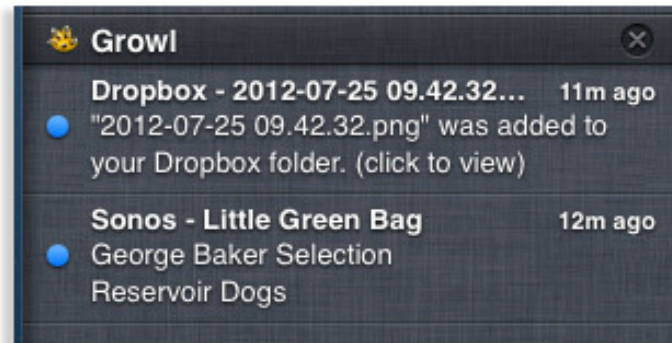 Growl
Dropbox - 2012-07-25 09.42.32... 11m ago
"2012-07-25 09.42.32.png" was added to
your Dropbox folder. (click to view)
Sonos - Little Green Bag 12m ago
George Baker Selection
Reservoir Dogs